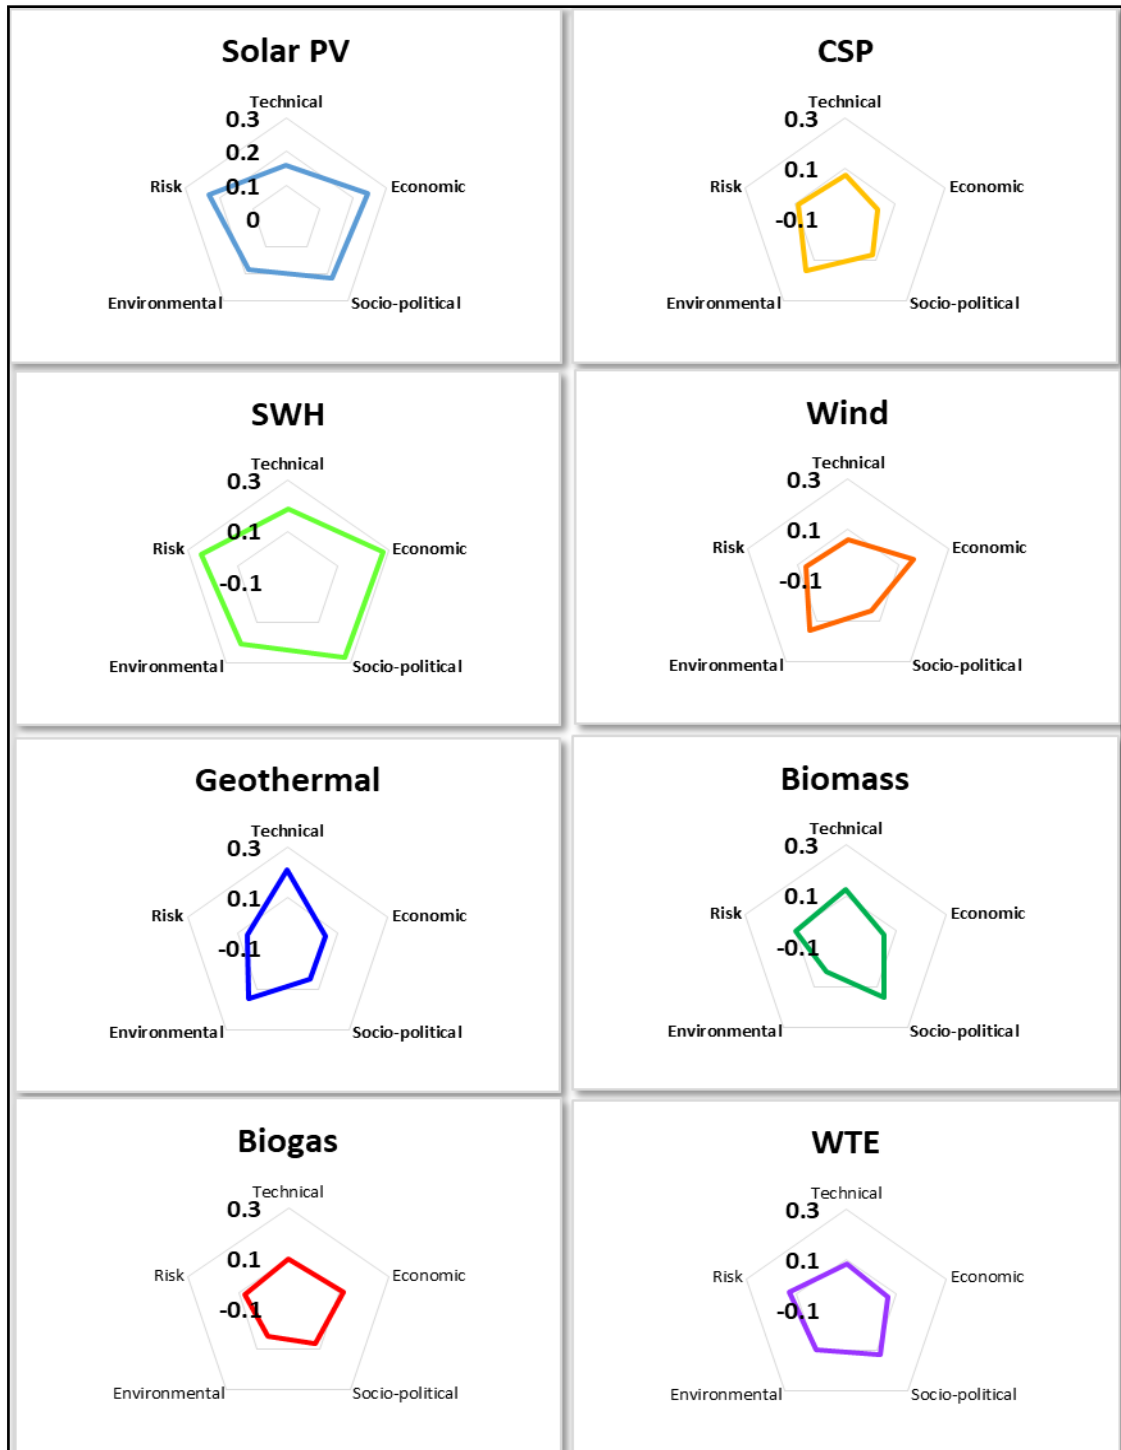 Solar PV
Technical
0.3
0.2
Risk
0.1
Economic
0
Environmental
Socio-political
CSP
Technical
0.3
0.1
Risk
Economic
-0.1
Environmental
Socio-political
SWH
Technical
0.3
0.1
Risk
Economic
-0.1
Environmental
Socio-political
Wind
Technical
0.3
0.1
Risk
Economic
-0.1
Environmental
Socio-political
Geothermal
Technical
0.3
0.1
Risk
Economic
-0.1
Environmental
Socio-political
Biomass
Technical
0.3
0.1
Risk
Economic
-0.1
Environmental
Socio-political
Biogas
Technical
0.3
0.1
Risk
Economic
-0.1
Environmental
Socio-political
WTE
Technical
0.3
0.1
Risk
Economic
-0.1
Environmental
Socio-political